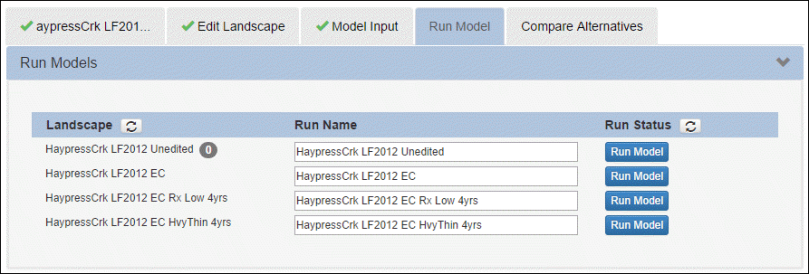 aypressCrk LF201... Edit Landscape Model Input Run Model Compare Alternatives
Run Models
Landscape Run Name Run Status
HaypressCrk LF2012 Unedited 0 HaypressCrk LF2012 Unedited Run Model
HaypressCrk LF2012 EC HaypressCrk LF2012 EC Run Model
HaypressCrk LF2012 EC Rx Low 4yrs HaypressCrk LF2012 EC Rx Low 4yrs Run Model
HaypressCrk LF2012 EC HvyThin 4yrs HaypressCrk LF2012 EC HvyThin 4yrs Run Model